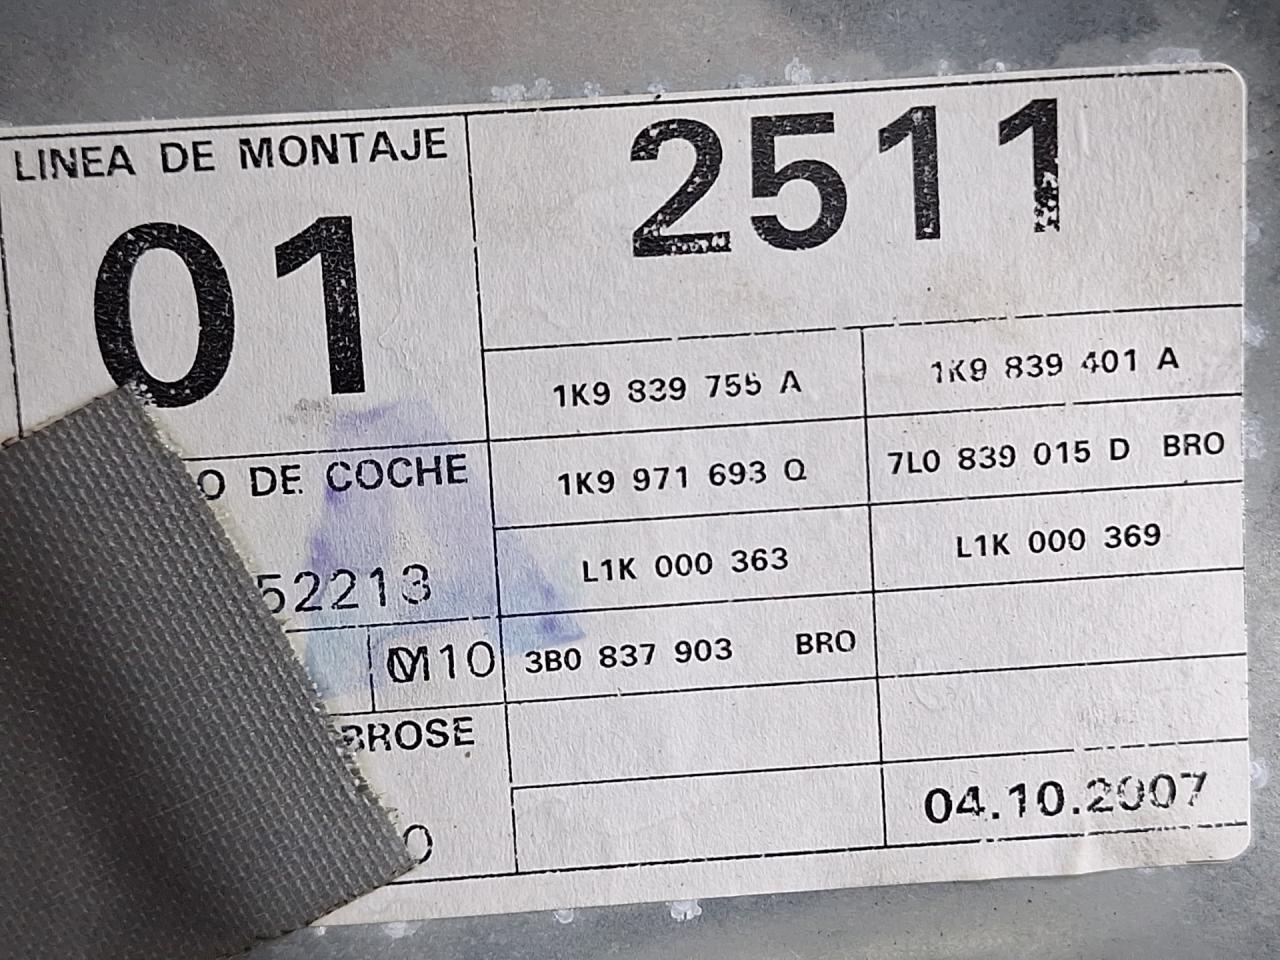 LINEA DE MONTAJE
01
2511
1K9 839 755 A
1K9 839 401 A
1K9 971 693 Q
7L0 839 015 D BRO
O DE COCHE
52213
L1K 000 363
L1K 000 369
M10
3B0 837 903 BRO
BROSE
04.10.2007